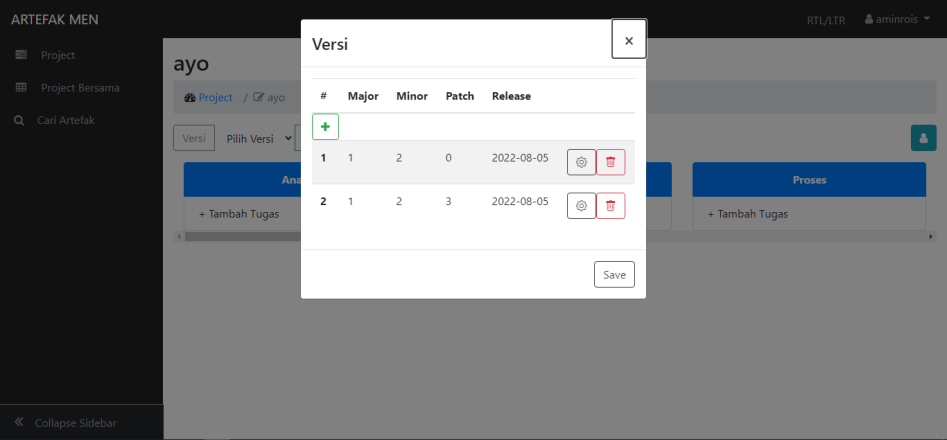 ARTEFAK MEN
RTL/LTR aminrois
Project
Project Bersama
Cari Artefak
Collapse Sidebar
ayo
Project / ayo
Versi Pilih Versi
Versi ×
# Major Minor Patch Release
+
1 1 2 0 2022-08-05
2 1 2 3 2022-08-05
Save
Ana
+ Tambah Tugas
Proses
+ Tambah Tugas